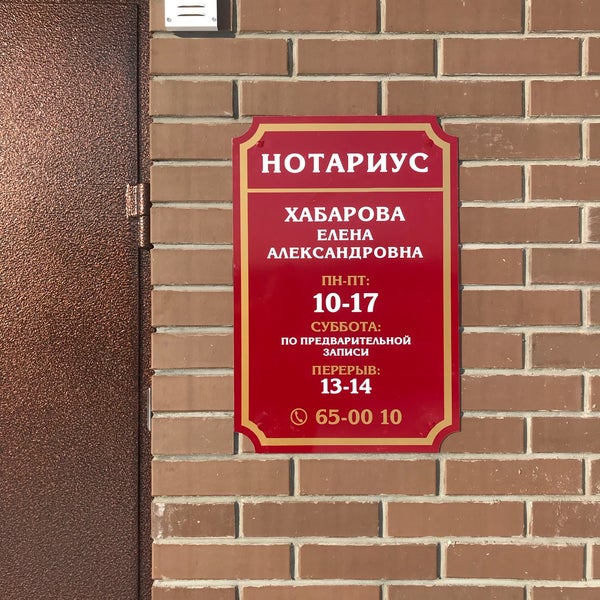 НОТАРИУС
ХАБАРОВА
ЕЛЕНА
АЛЕКСАНДРОВНА
ПН-ПТ:
10-17
СУББОТА:
ПО ПРЕДВАРИТЕЛЬНОЙ
ЗАПИСИ
ПЕРЕРЫВ:
13-14
65-00 10